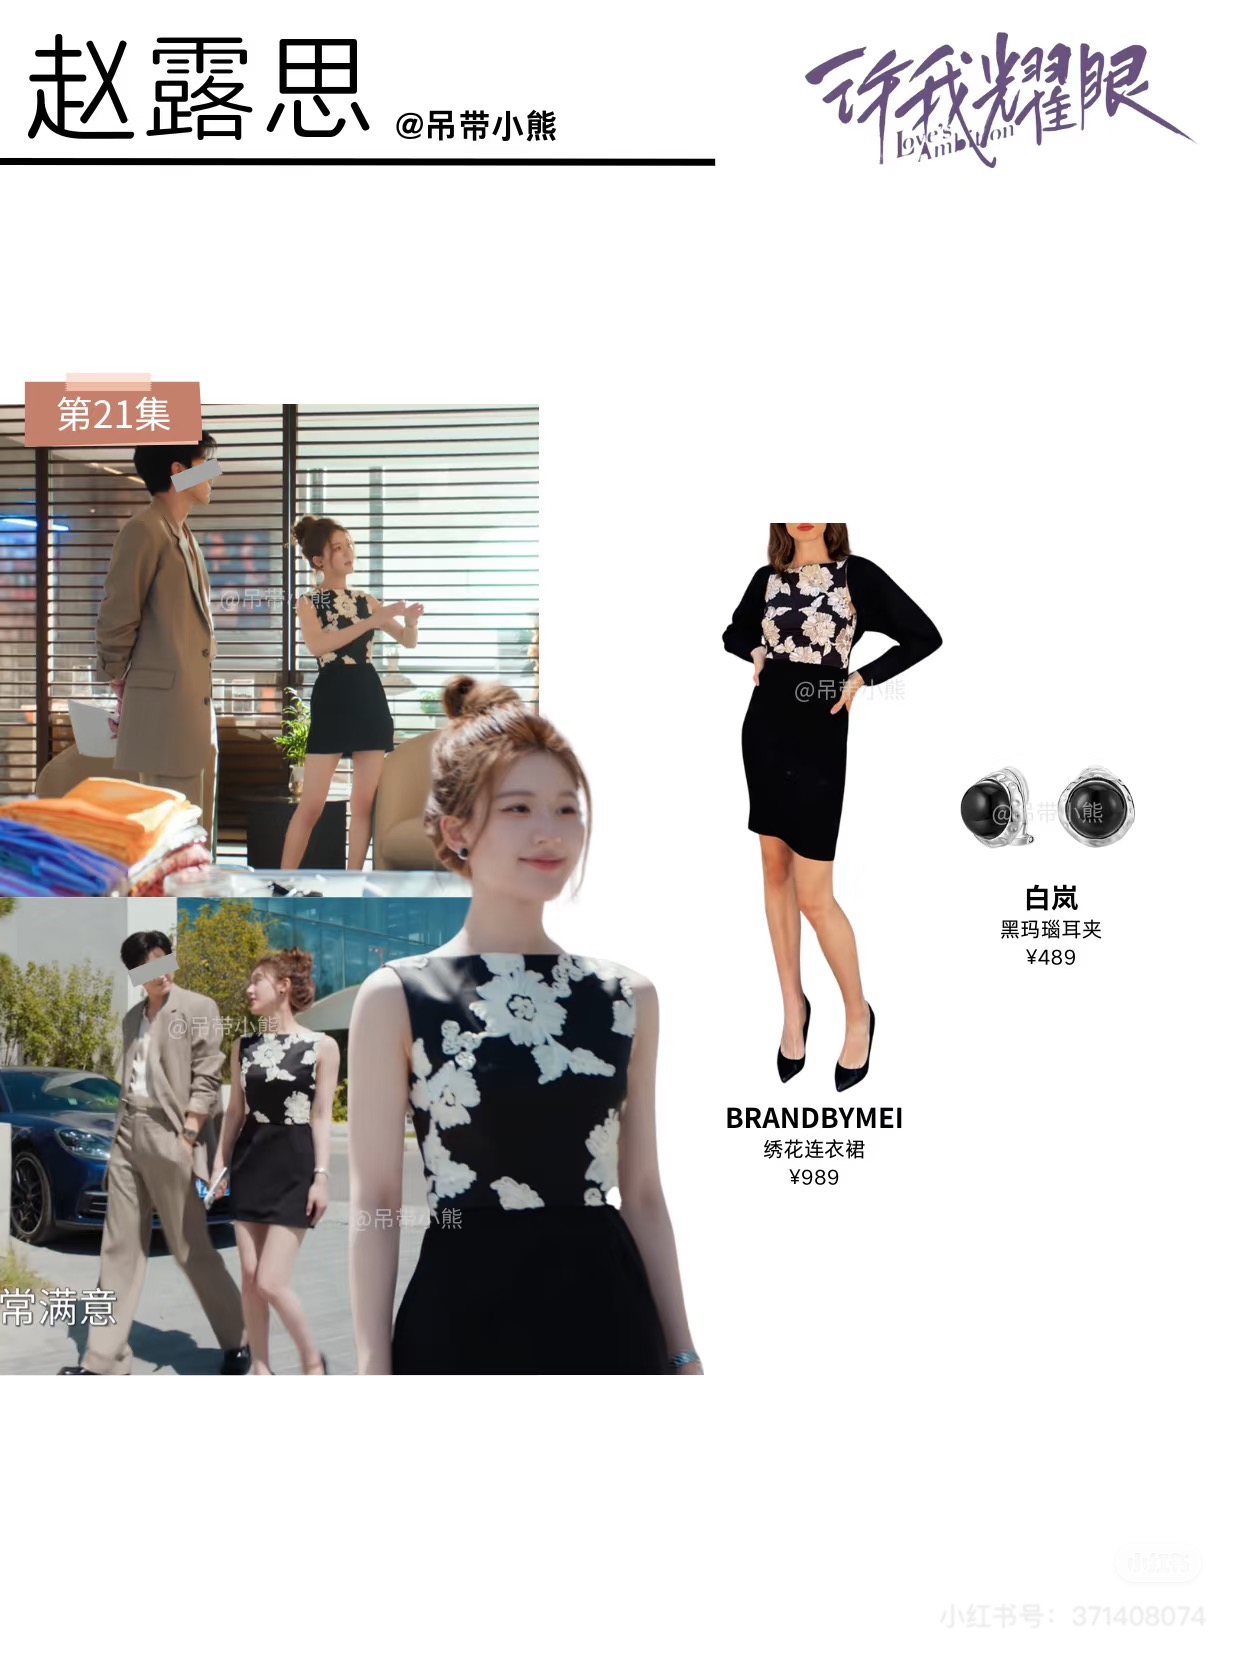 赵露思 @吊带小熊
许我耀眼
Love's
Ambition
第21集
@吊带小熊
@吊带小熊
@吊带小熊
白岚
黑玛瑙耳夹
¥489
@吊带小熊
BRANDBYMEI
绣花连衣裙
¥989
@吊带小熊
常满意
小红书
小红书号：371408074